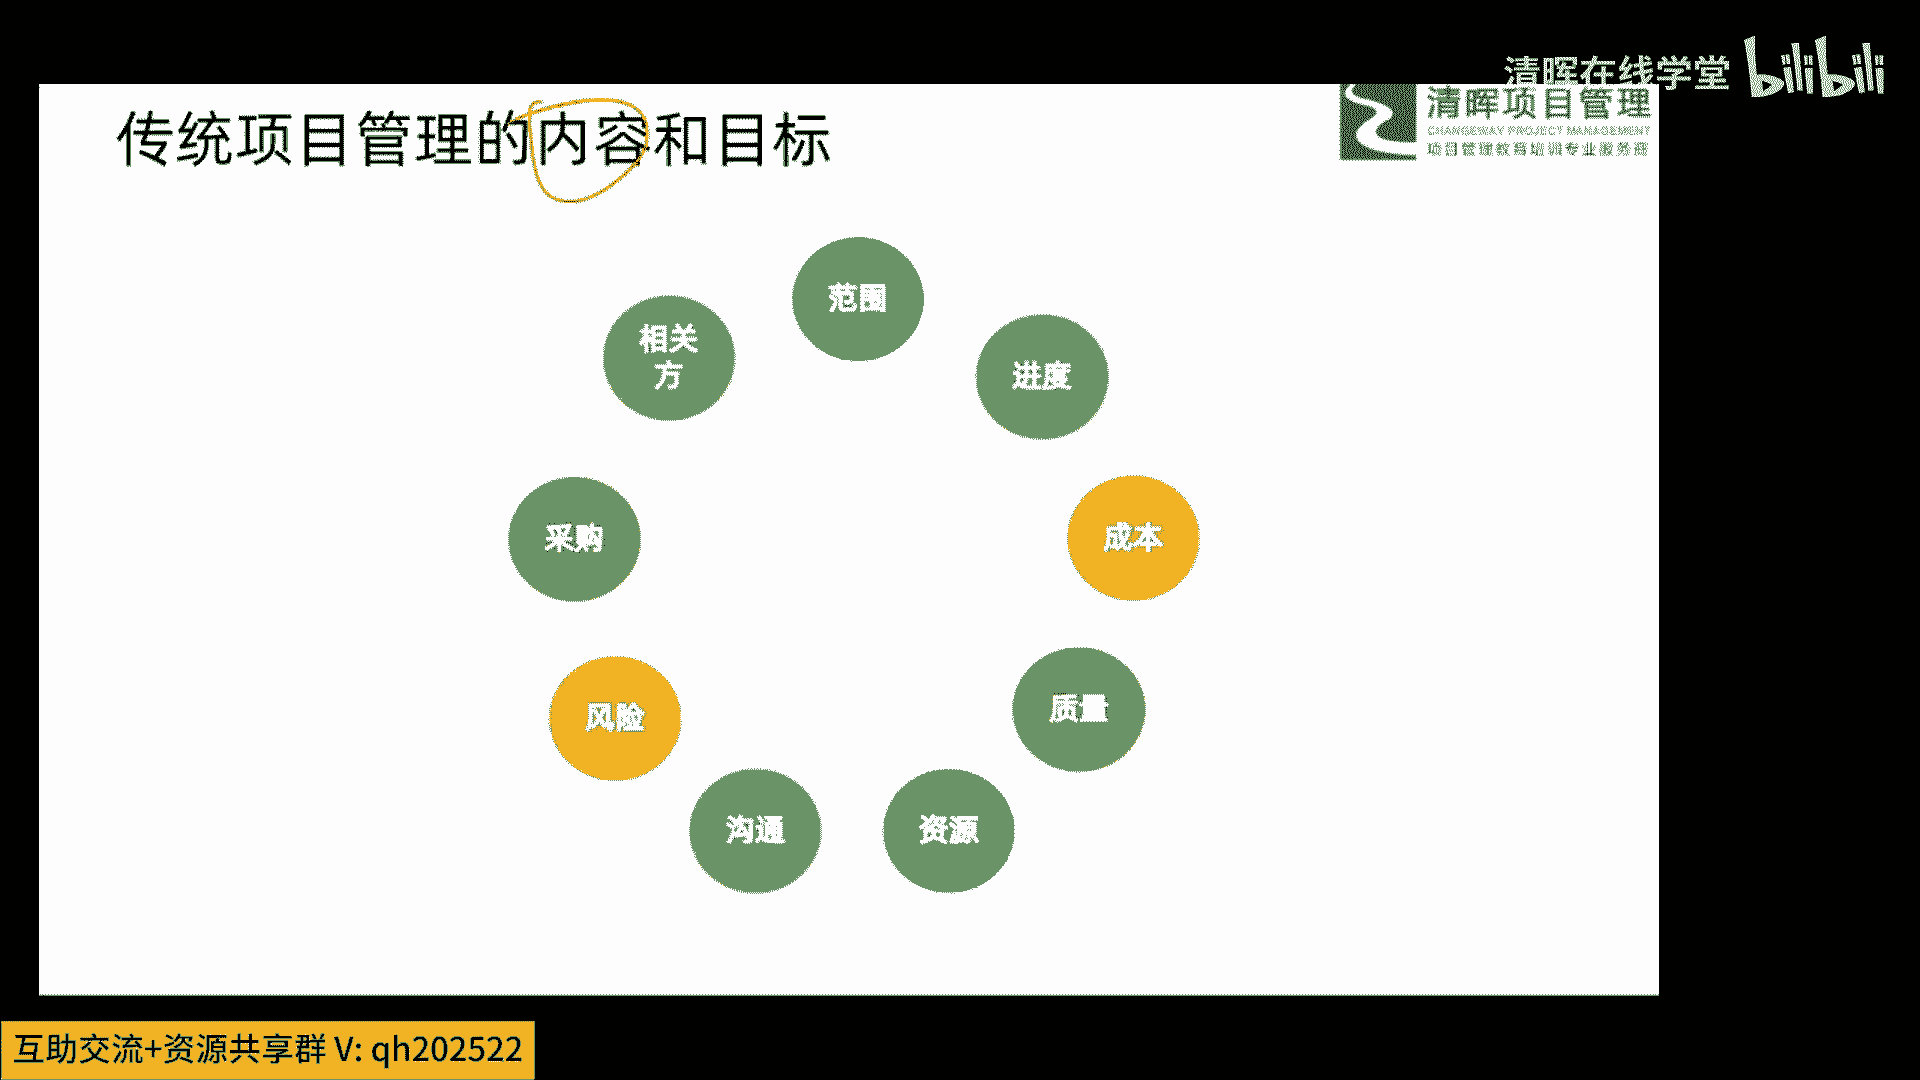 清晖在线学堂 bilibili
传统项目管理的内容和目标
清晖项目管理
CHANGEWAY PROJECT MANAGEMENT
项目管理教育培训专业服务商
范围
相关
方
进度
采购
成本
风险
质量
沟通
资源
互助交流+资源共享群 V: qh202522